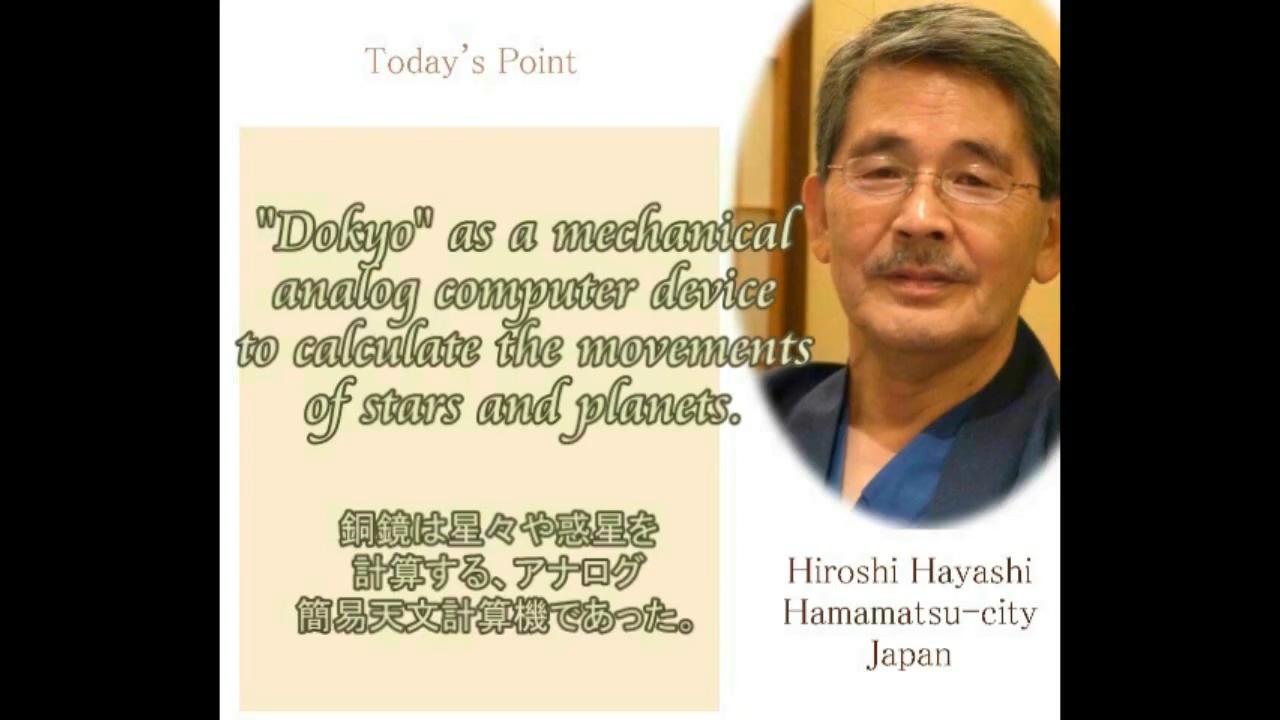 Today's Point
"Dokyo" as a mechanical
analog computer device
to calculate the movements
of stars and planets.
銅鏡は星々や惑星を
計算する、アナログ
簡易天文計算機であった。
Hiroshi Hayashi
Hamamatsu-city
Japan